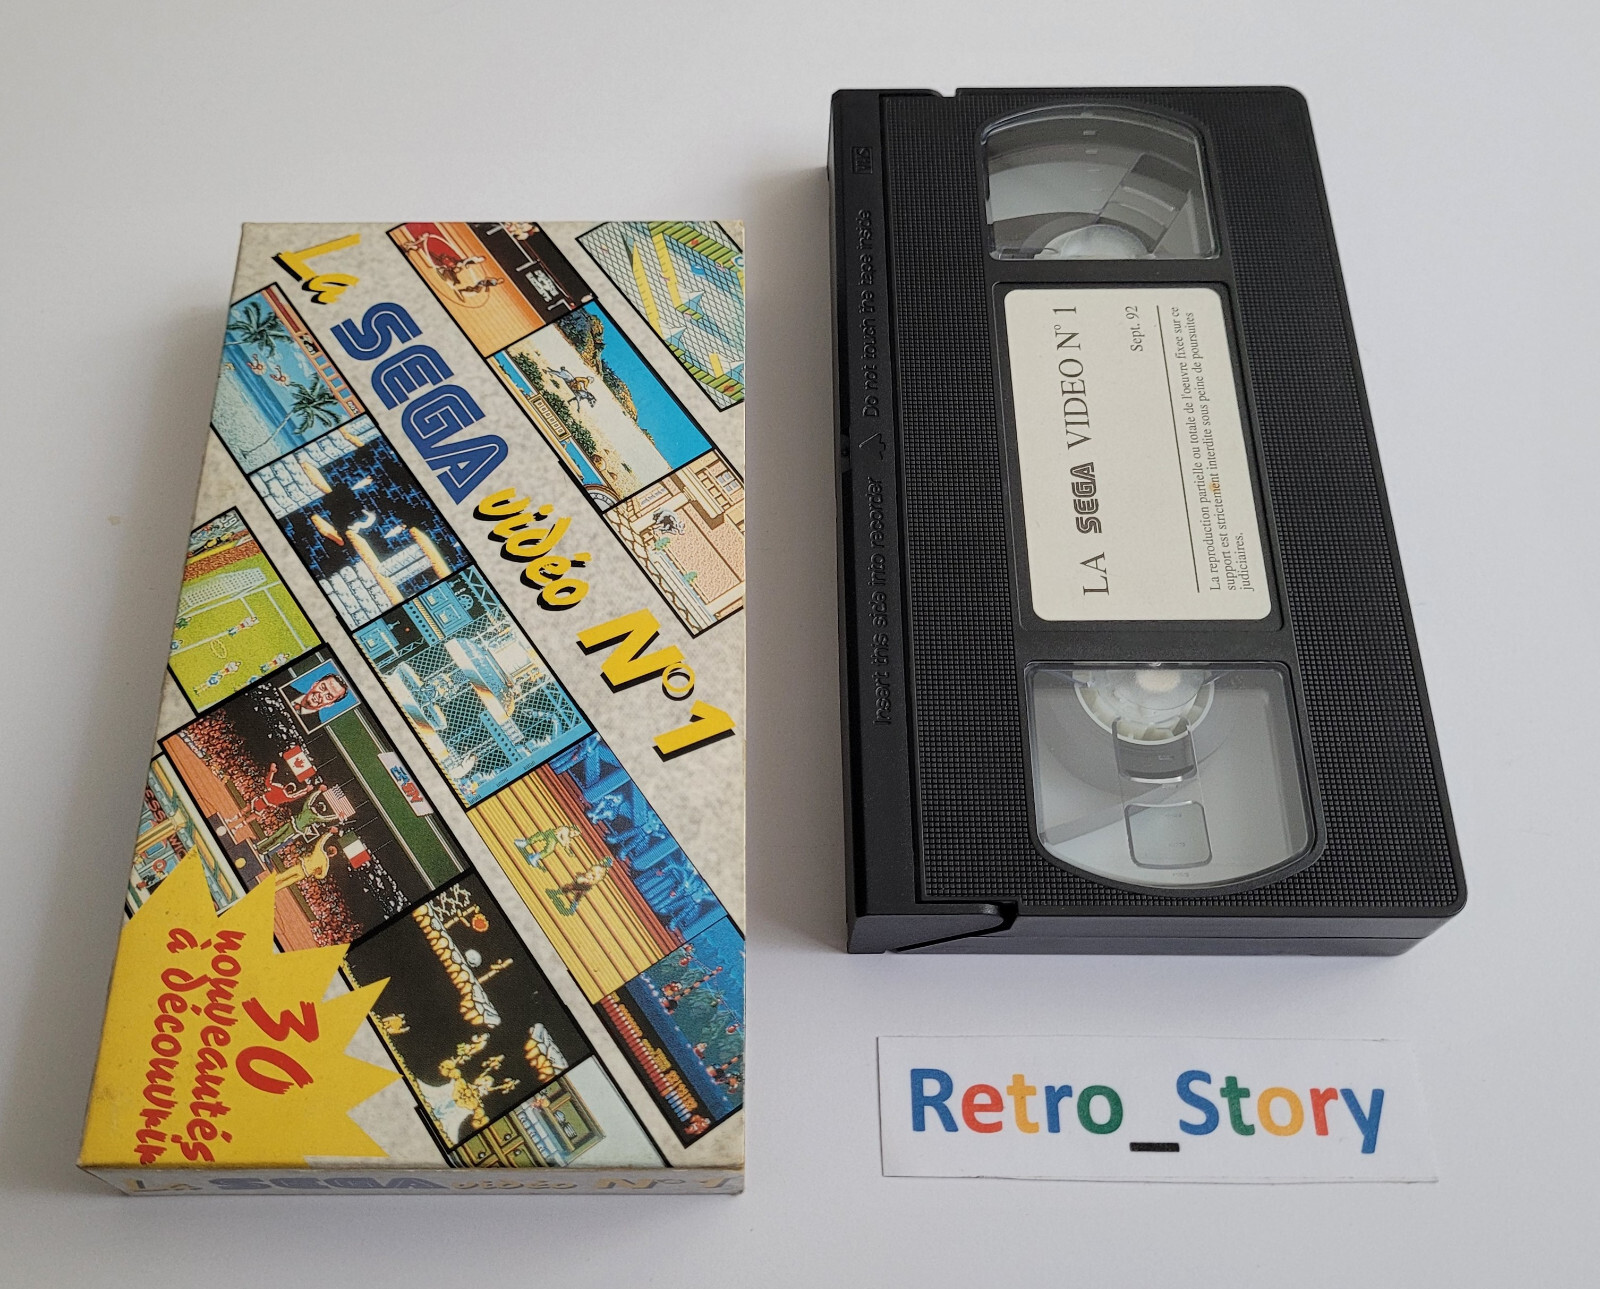 La SEGA vidéo N°1
30
nouveautés
à découvrir
LA SEGA vidéo N°1
VHS
Insert this side into recorder
Do not touch the tape inside
LA SEGA VIDEO N° 1
Sept. 92
La reproduction partielle ou totale de l'oeuvre fixée sur ce
support est strictement interdite sous peine de poursuites
judiciaires.
Retro_Story